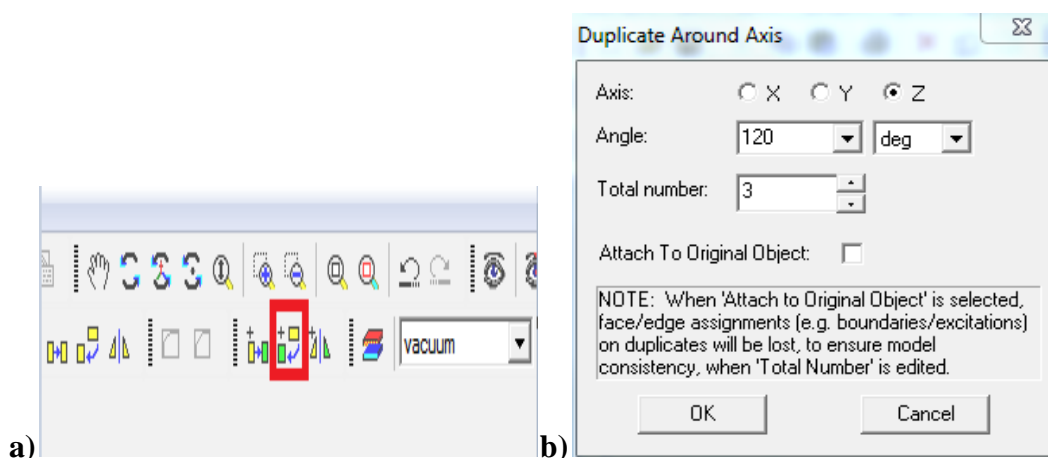 Duplicate Around Axis
Axis: X Y Z
Angle: 120 deg
Total number: 3
Attach To Original Object:
NOTE: When 'Attach to Original Object' is selected,
face/edge assignments (e.g. boundaries/excitations)
on duplicates will be lost, to ensure model
consistency, when 'Total Number' is edited.
OK Cancel
vacuum
a) b)